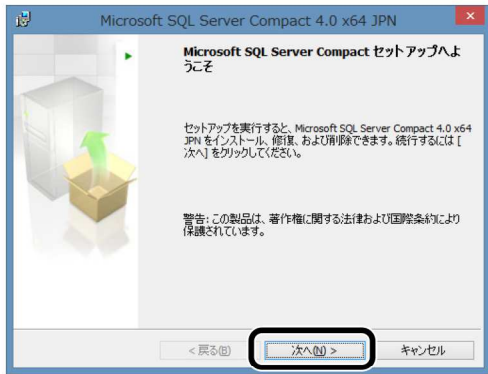 Microsoft SQL Server Compact 4.0 x64 JPN
Microsoft SQL Server Compact セットアップへよ
うこそ
セットアップを実行すると、Microsoft SQL Server Compact 4.0 x64
JPN をインストール、修復、および削除できます。続行するには [
次へ] をクリックしてください。
警告: この製品は、著作権に関する法律および国際条約により
保護されています。
< 戻る(B) 次へ(N) > キャンセル